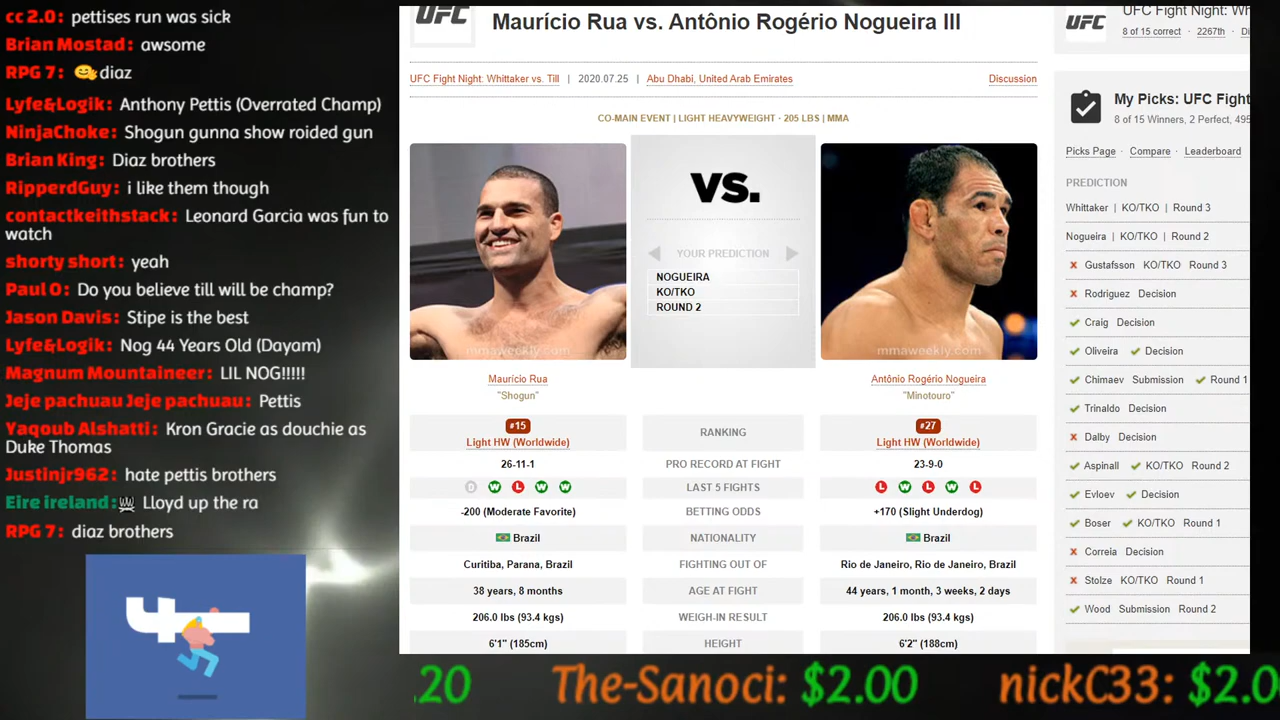 cc 2.0: pettises run was sick
Brian Mostad: awsome
RPG 7: 🤗diaz
Lyfe&Logik: Anthony Pettis (Overrated Champ)
NinjaChoke: Shogun gunna show roided gun
Brian King: Diaz brothers
RipperdGuy: i like them though
contactkeithstack: Leonard Garcia was fun to
watch
shorty short: yeah
Paul O: Do you believe till will be champ?
Jason Davis: Stipe is the best
Lyfe&Logik: Nog 44 Years Old (Dayam)
Magnum Mountaineer: LIL NOG!!!!!
Jeje pachuau Jeje pachuau: Pettis
Yaqoub Alshatti: Kron Gracie as douchie as
Duke Thomas
Justinjr962: hate pettis brothers
Eire ireland: Lloyd up the ra
RPG 7: diaz brothers
UFC
Maurício Rua vs. Antônio Rogério Nogueira III
UFC Fight Night: Whittaker vs. Till | 2020.07.25 | Abu Dhabi, United Arab Emirates
Discussion
CO-MAIN EVENT | LIGHT HEAVYWEIGHT · 205 LBS | MMA
VS.
YOUR PREDICTION
NOGUEIRA
KO/TKO
ROUND 2
mmaweekly.com
mmaweekly.com
Maurício Rua
"Shogun"
Antônio Rogério Nogueira
"Minotouro"
#15
Light HW (Worldwide)
RANKING
#27
Light HW (Worldwide)
26-11-1
PRO RECORD AT FIGHT
23-9-0
D W L W W
LAST 5 FIGHTS
L W L W L
-200 (Moderate Favorite)
BETTING ODDS
+170 (Slight Underdog)
Brazil
NATIONALITY
Brazil
Curitiba, Parana, Brazil
FIGHTING OUT OF
Rio de Janeiro, Rio de Janeiro, Brazil
38 years, 8 months
AGE AT FIGHT
44 years, 1 month, 3 weeks, 2 days
206.0 lbs (93.4 kgs)
WEIGH-IN RESULT
206.0 lbs (93.4 kgs)
6'1" (185cm)
HEIGHT
6'2" (188cm)
UFC
UFC Fight Night: Wh
8 of 15 correct · 2267th · Di
My Picks: UFC Fight
8 of 15 Winners, 2 Perfect, 495
Picks Page · Compare · Leaderboard
PREDICTION
Whittaker | KO/TKO | Round 3
Nogueira | KO/TKO | Round 2
Gustafsson KO/TKO Round 3
Rodriguez Decision
Craig Decision
Oliveira Decision
Chimaev Submission Round 1
Trinaldo Decision
Dalby Decision
Aspinall KO/TKO Round 2
Evloev Decision
Boser KO/TKO Round 1
Correia Decision
Stolze KO/TKO Round 1
Wood Submission Round 2
.20 The-Sanoci: $2.00 nickC33: $2.0